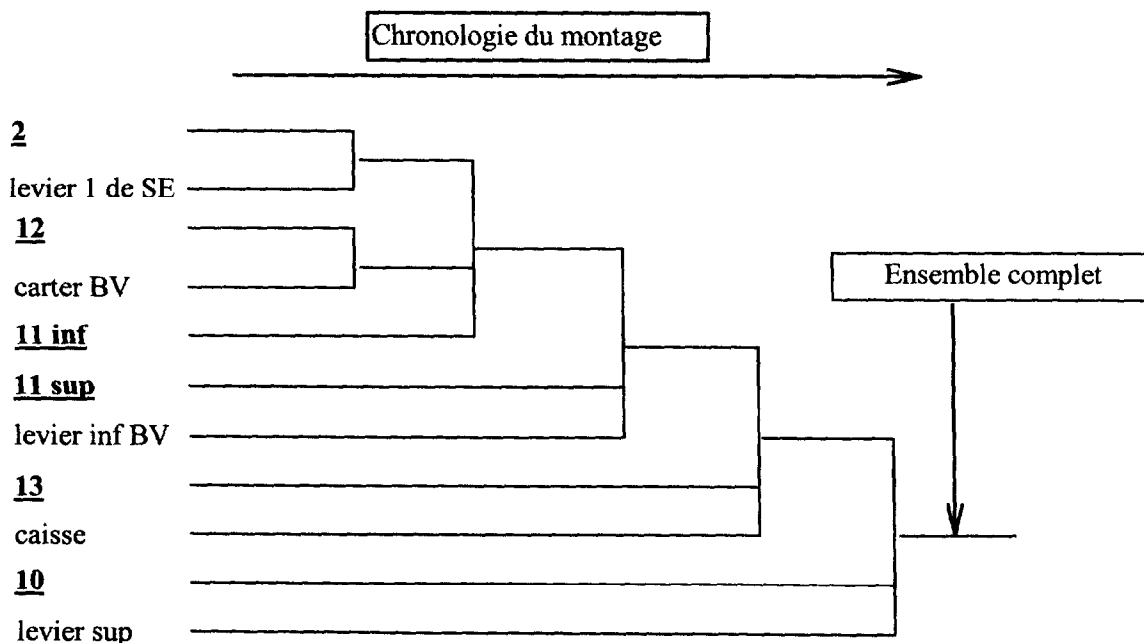 Chronologie du montage
2
levier 1 de SE
12
carter BV
Ensemble complet
11 inf
11 sup
levier inf BV
13
caisse
10
levier sup